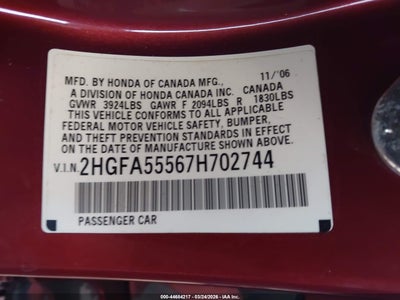 MFD. BY HONDA OF CANADA MFG., 11/'06
A DIVISION OF HONDA CANADA INC. CANADA
GVWR 3924LBS GAWR F 2094LBS R 1830LBS
THIS VEHICLE CONFORMS TO ALL APPLICABLE
FEDERAL MOTOR VEHICLE SAFETY, BUMPER,
AND THEFT PREVENTION STANDARDS IN EFFECT
ON THE DATE OF MANUFACTURE SHOWN ABOVE.
V.I.N. 2HGFA55567H702744
PASSENGER CAR
000-44684217 - 03/24/2026 - IAA, Inc.